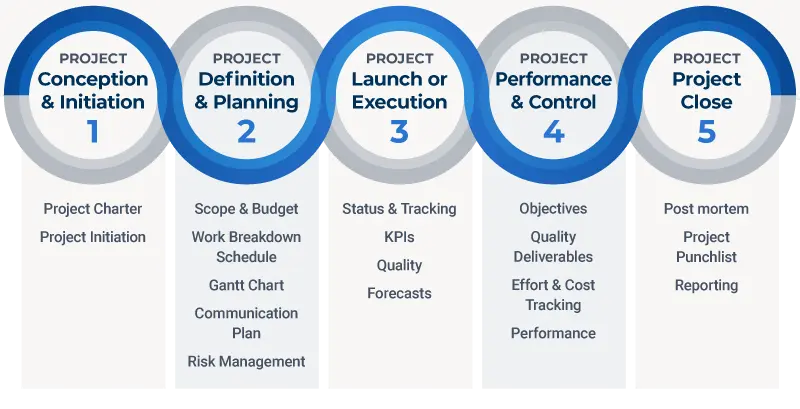 PROJECT
Conception
& Initiation
1
PROJECT
Definition
& Planning
2
PROJECT
Launch or
Execution
3
PROJECT
Performance
& Control
4
PROJECT
Project
Close
5
Project Charter
Project Initiation
Scope & Budget
Work Breakdown
Schedule
Gantt Chart
Communication
Plan
Risk Management
Status & Tracking
KPIs
Quality
Forecasts
Objectives
Quality
Deliverables
Effort & Cost
Tracking
Performance
Post mortem
Project
Punchlist
Reporting